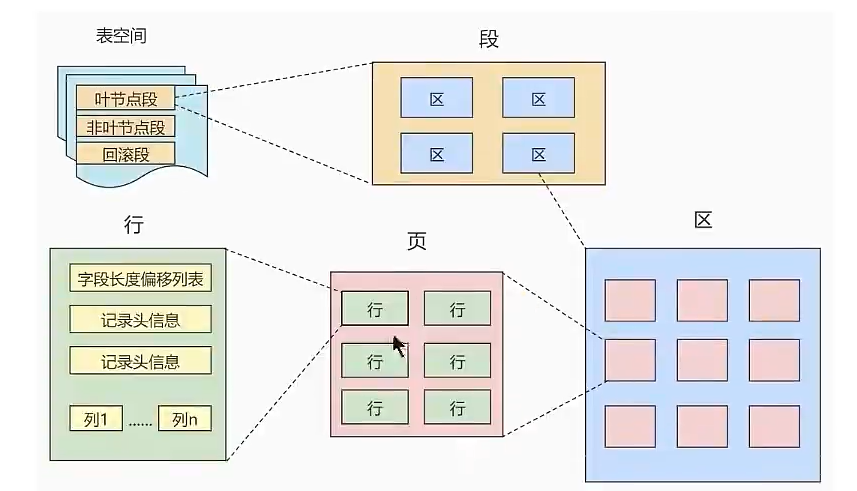 表空间
叶节点段
非叶节点段
回滚段
段
区
区
区
区
行
字段长度偏移列表
记录头信息
记录头信息
列1 ...... 列n
页
行
行
行
行
行
行
区